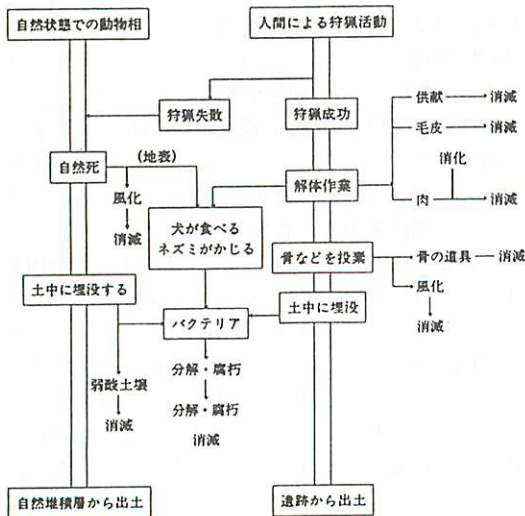 自然状態での動物相
人間による狩猟活動
狩猟失敗
狩猟成功
供献
消滅
毛皮
消滅
消化
肉
消滅
自然死
(地表)
解体作業
風化
消滅
犬が食べる
ネズミがかじる
骨などを投棄
骨の道具
消滅
風化
消滅
土中に埋没する
バクテリア
土中に埋没
分解・腐朽
弱酸土壌
分解・腐朽
消滅
消滅
自然堆積層から出土
遺跡から出土